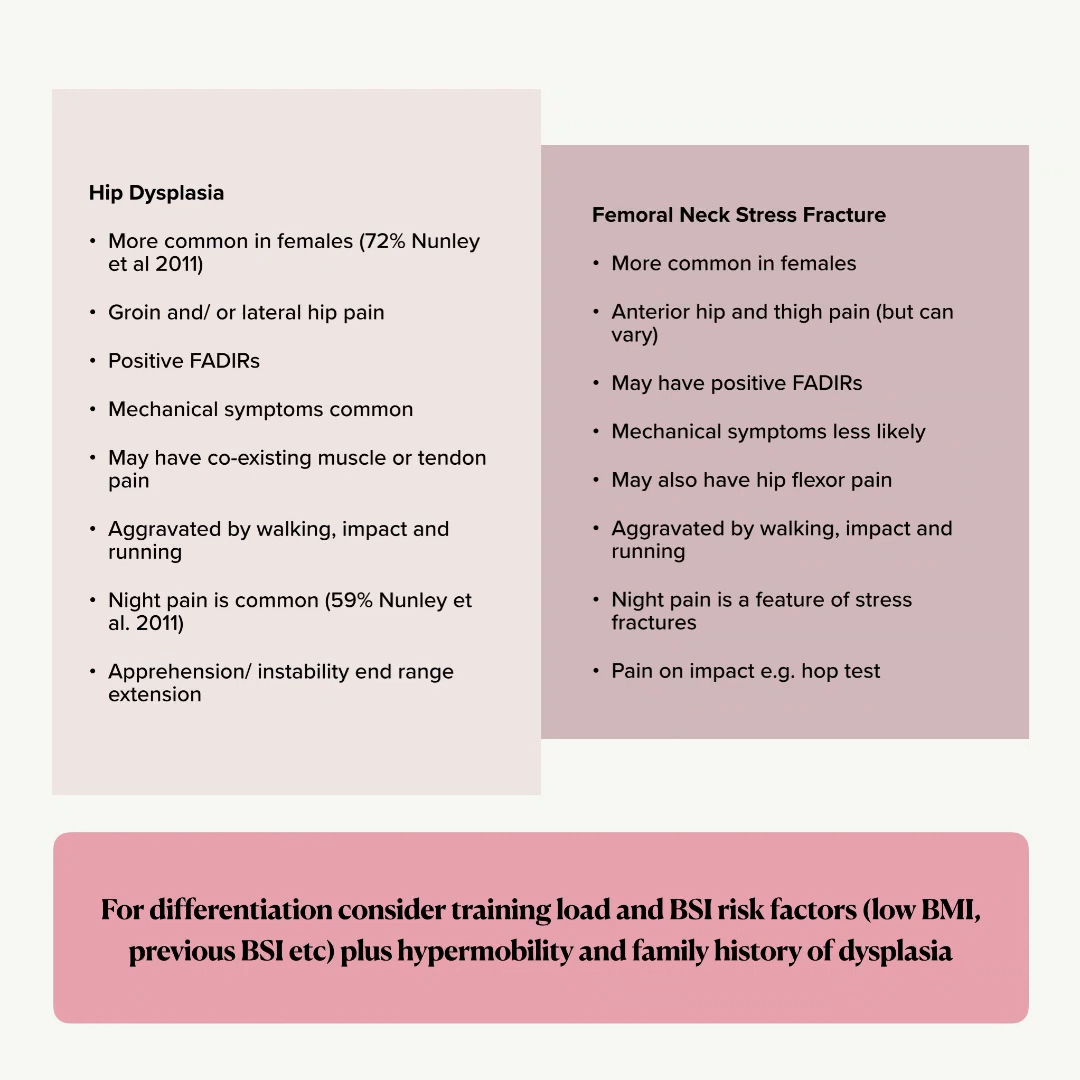 Hip Dysplasia
• More common in females (72% Nunley
et al 2011)
• Groin and/ or lateral hip pain
• Positive FADIRs
• Mechanical symptoms common
• May have co-existing muscle or tendon
pain
• Aggravated by walking, impact and
running
• Night pain is common (59% Nunley et
al. 2011)
• Apprehension/ instability end range
extension
Femoral Neck Stress Fracture
• More common in females
• Anterior hip and thigh pain (but can
vary)
• May have positive FADIRs
• Mechanical symptoms less likely
• May also have hip flexor pain
• Aggravated by walking, impact and
running
• Night pain is a feature of stress
fractures
• Pain on impact e.g. hop test
For differentiation consider training load and BSI risk factors (low BMI,
previous BSI etc) plus hypermobility and family history of dysplasia